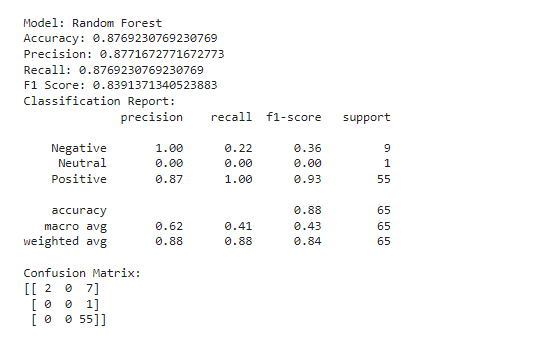 Model: Random Forest
Accuracy: 0.8769230769230769
Precision: 0.8771672771672773
Recall: 0.8769230769230769
F1 Score: 0.8391371340523883
Classification Report:
precision recall f1-score support
Negative 1.00 0.22 0.36 9
Neutral 0.00 0.00 0.00 1
Positive 0.87 1.00 0.93 55
accuracy 0.88 65
macro avg 0.62 0.41 0.43 65
weighted avg 0.88 0.88 0.84 65
Confusion Matrix:
[[ 2 0 7]
[ 0 0 1]
[ 0 0 55]]